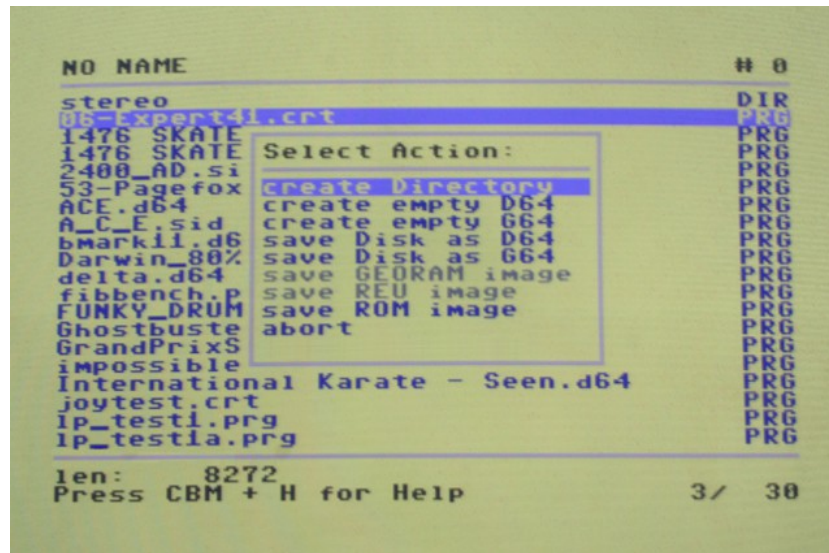 NO NAME # 0
stereo DIR
06-Expert41.crt PRG
1476 SKATE PRG
1476 SKATE PRG
2400_AD.si PRG
53-Pagefox PRG
ACE.d64 PRG
A_C_E.sid PRG
bmark11.d6 PRG
Darwin_80% PRG
delta.d64 PRG
fibbench.p PRG
FUNKY_DRUM PRG
Ghostbuste PRG
GrandPrixS PRG
impossible PRG
International Karate - Seen.d64 PRG
joytest.crt PRG
lp_test1.prg PRG
lp_test1a.prg PRG
Select Action:
create Directory
create empty D64
create empty G64
save Disk as D64
save Disk as G64
save GEORAM image
save REU image
save ROM image
abort
len: 8272
Press CBM + H for Help 3/ 30